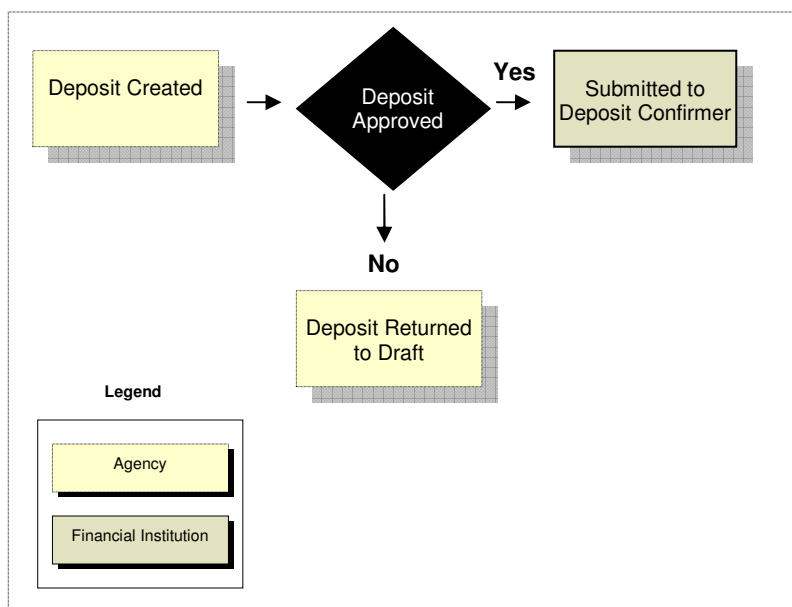 Deposit Created
Deposit
Approved
Yes
Submitted to
Deposit Confirmer
No
Deposit Returned
to Draft
Legend
Agency
Financial Institution